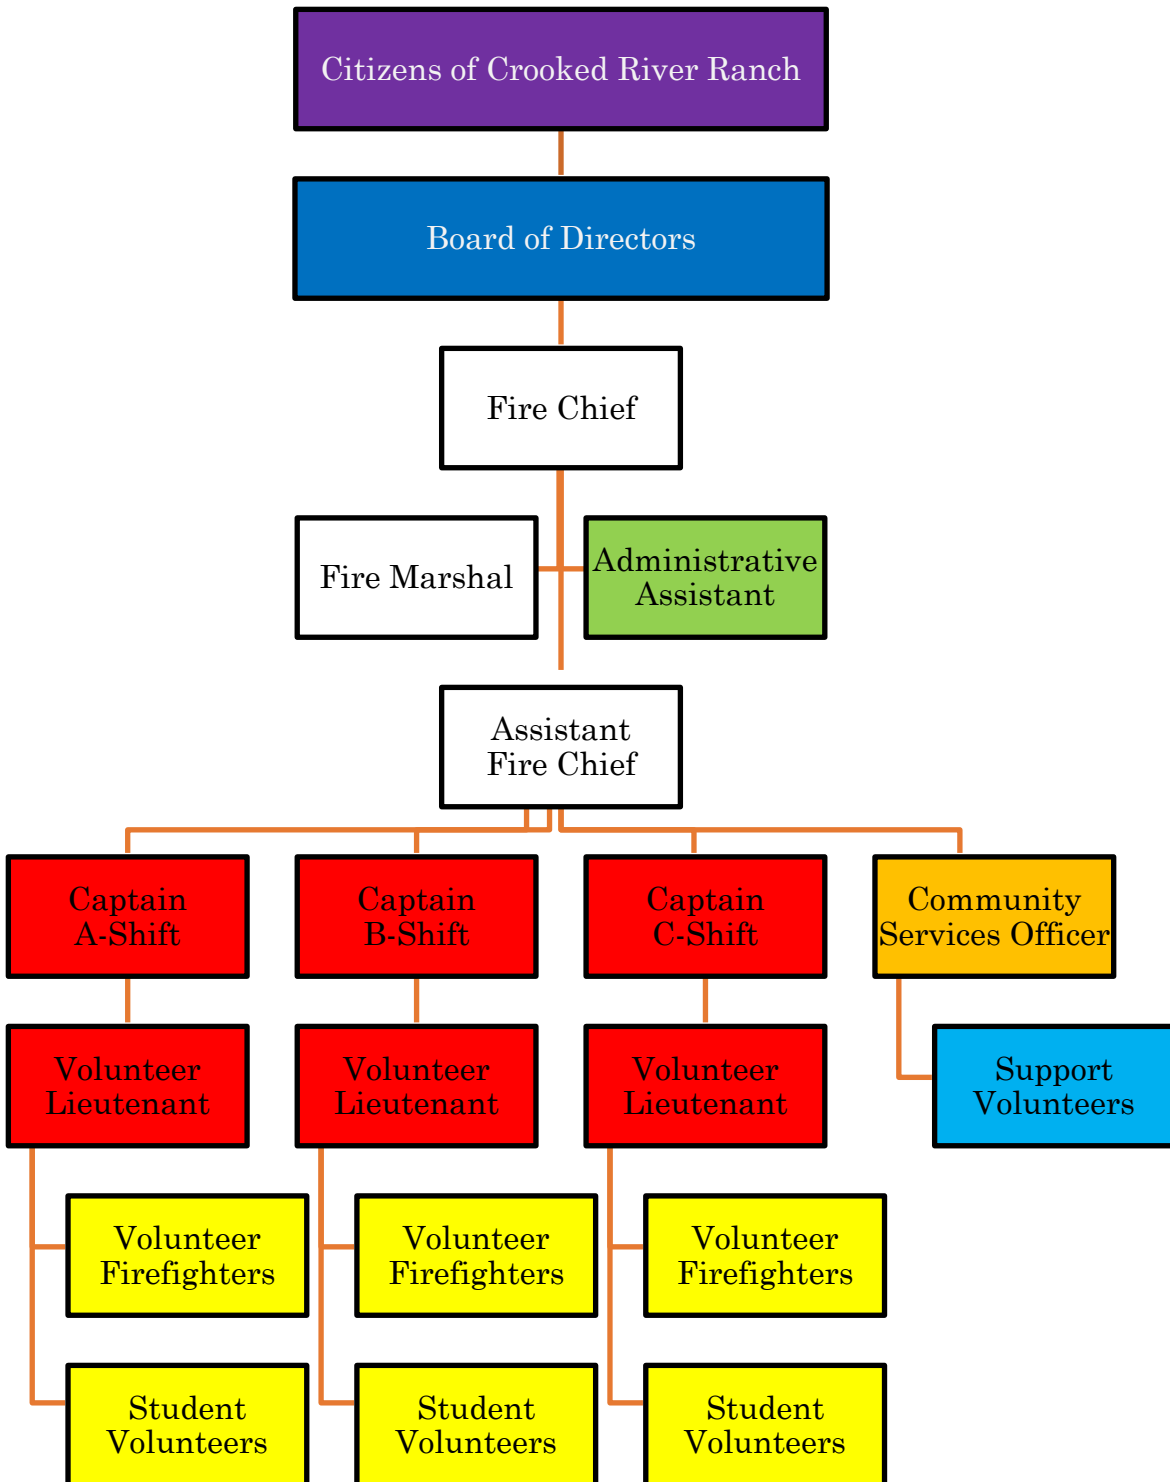 Citizens of Crooked River Ranch
Board of Directors
Fire Chief
Fire Marshal
Administrative
Assistant
Assistant
Fire Chief
Captain
A-Shift
Captain
B-Shift
Captain
C-Shift
Community
Services Officer
Volunteer
Lieutenant
Volunteer
Lieutenant
Volunteer
Lieutenant
Support
Volunteers
Volunteer
Firefighters
Volunteer
Firefighters
Volunteer
Firefighters
Student
Volunteers
Student
Volunteers
Student
Volunteers